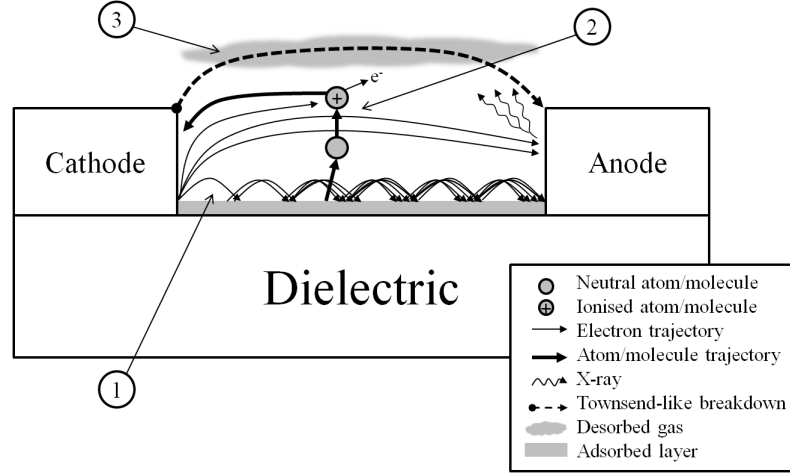 3
2
e-
+
Cathode
Anode
Dielectric
1
Neutral atom/molecule
+
Ionised atom/molecule
Electron trajectory
Atom/molecule trajectory
X-ray
Townsend-like breakdown
Desorbed gas
Adsorbed layer